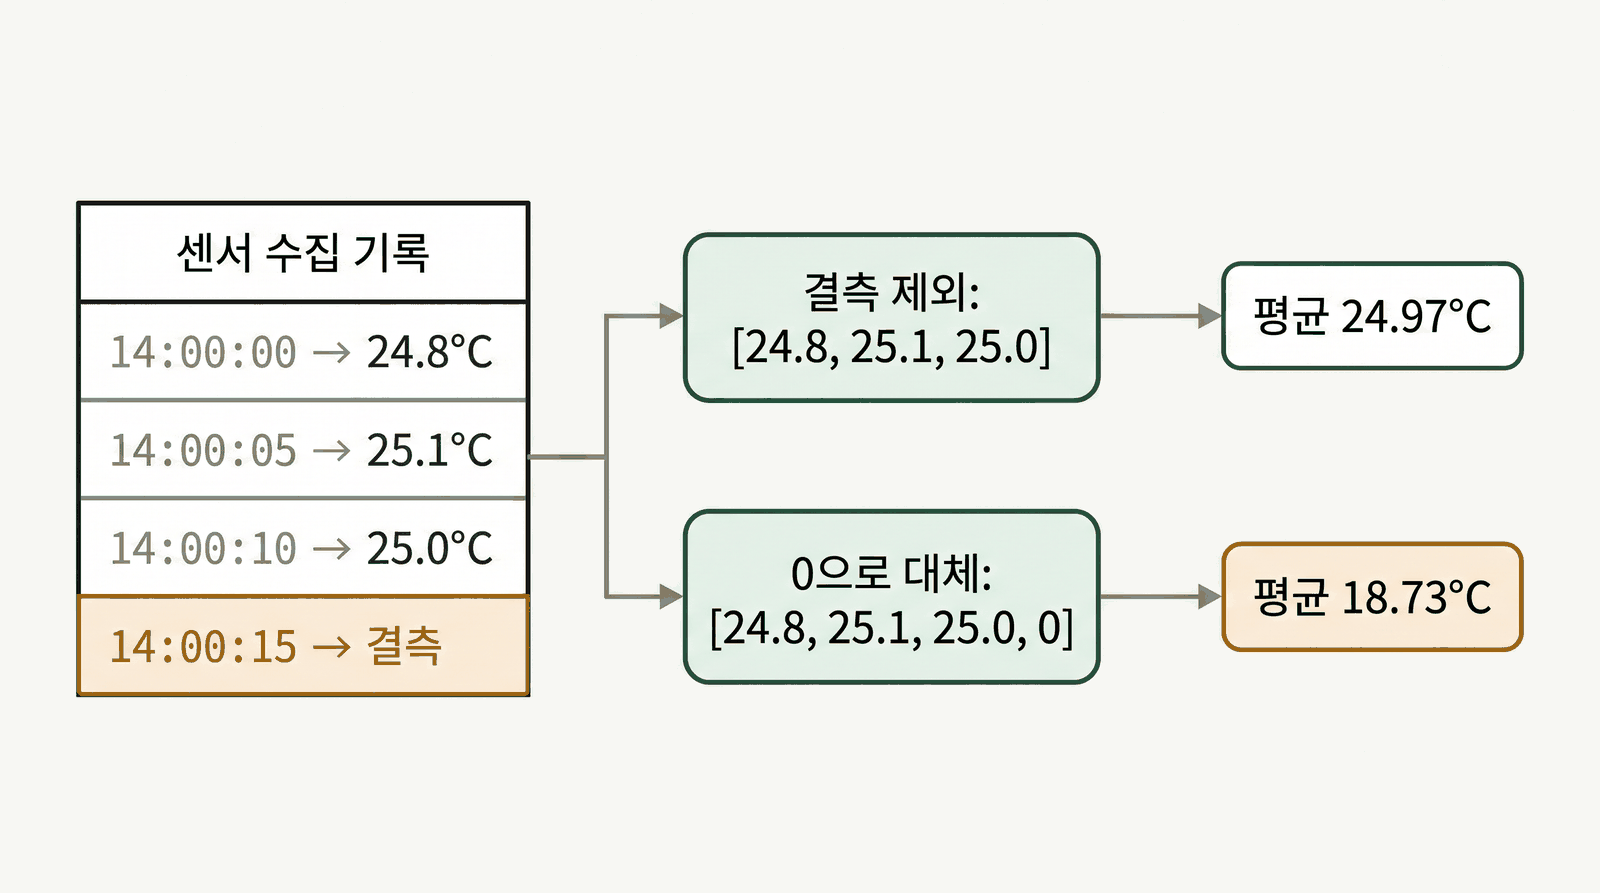 센서 수집 기록
14:00:00 → 24.8°C
14:00:05 → 25.1°C
14:00:10 → 25.0°C
14:00:15 → 결측
결측 제외:
[24.8, 25.1, 25.0]
평균 24.97°C
0으로 대체:
[24.8, 25.1, 25.0, 0]
평균 18.73°C